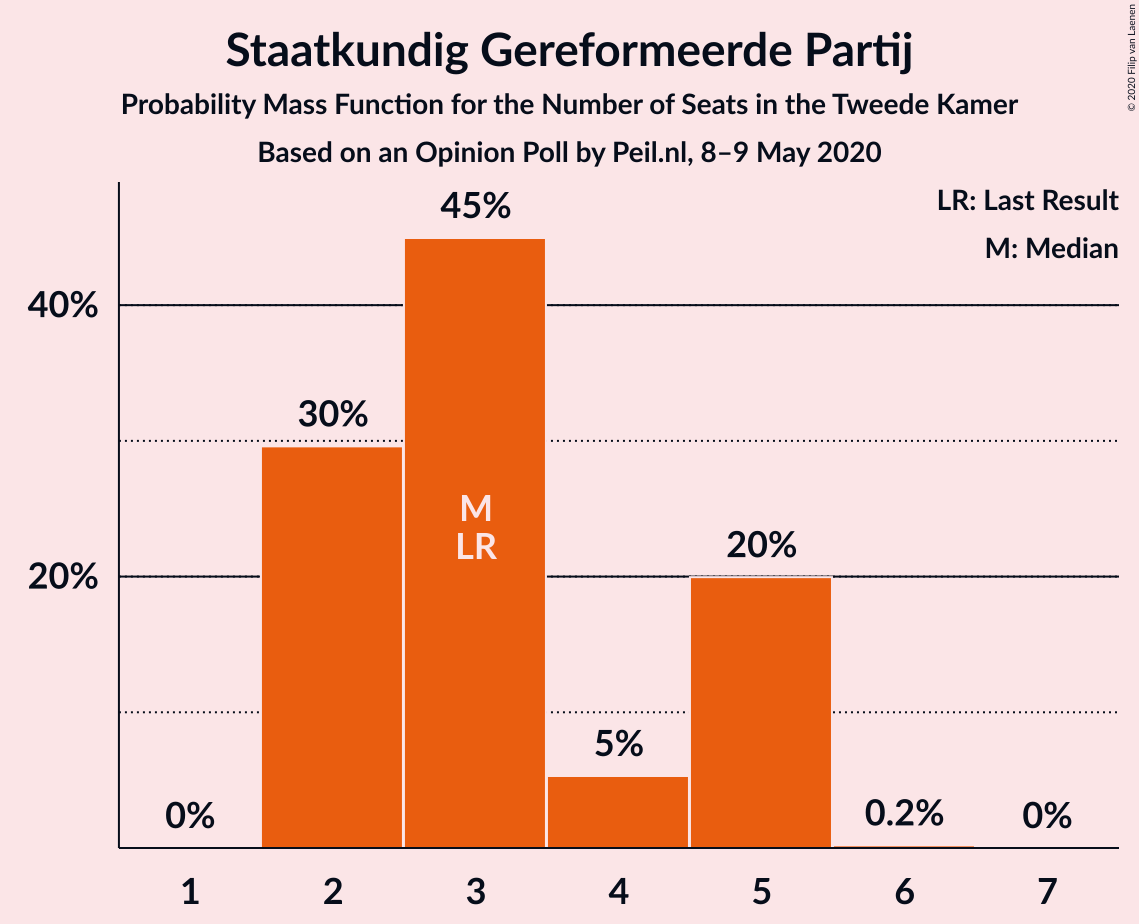 Staatkundig Gereformeerde Partij
Probability Mass Function for the Number of Seats in the Tweede Kamer
Based on an Opinion Poll by Peil.nl, 8–9 May 2020
© 2020 Filip van Laenen
LR: Last Result
M: Median
45%
40%
30%
M
LR
20%
20%
5%
0%
0.2%
0%
1 2 3 4 5 6 7